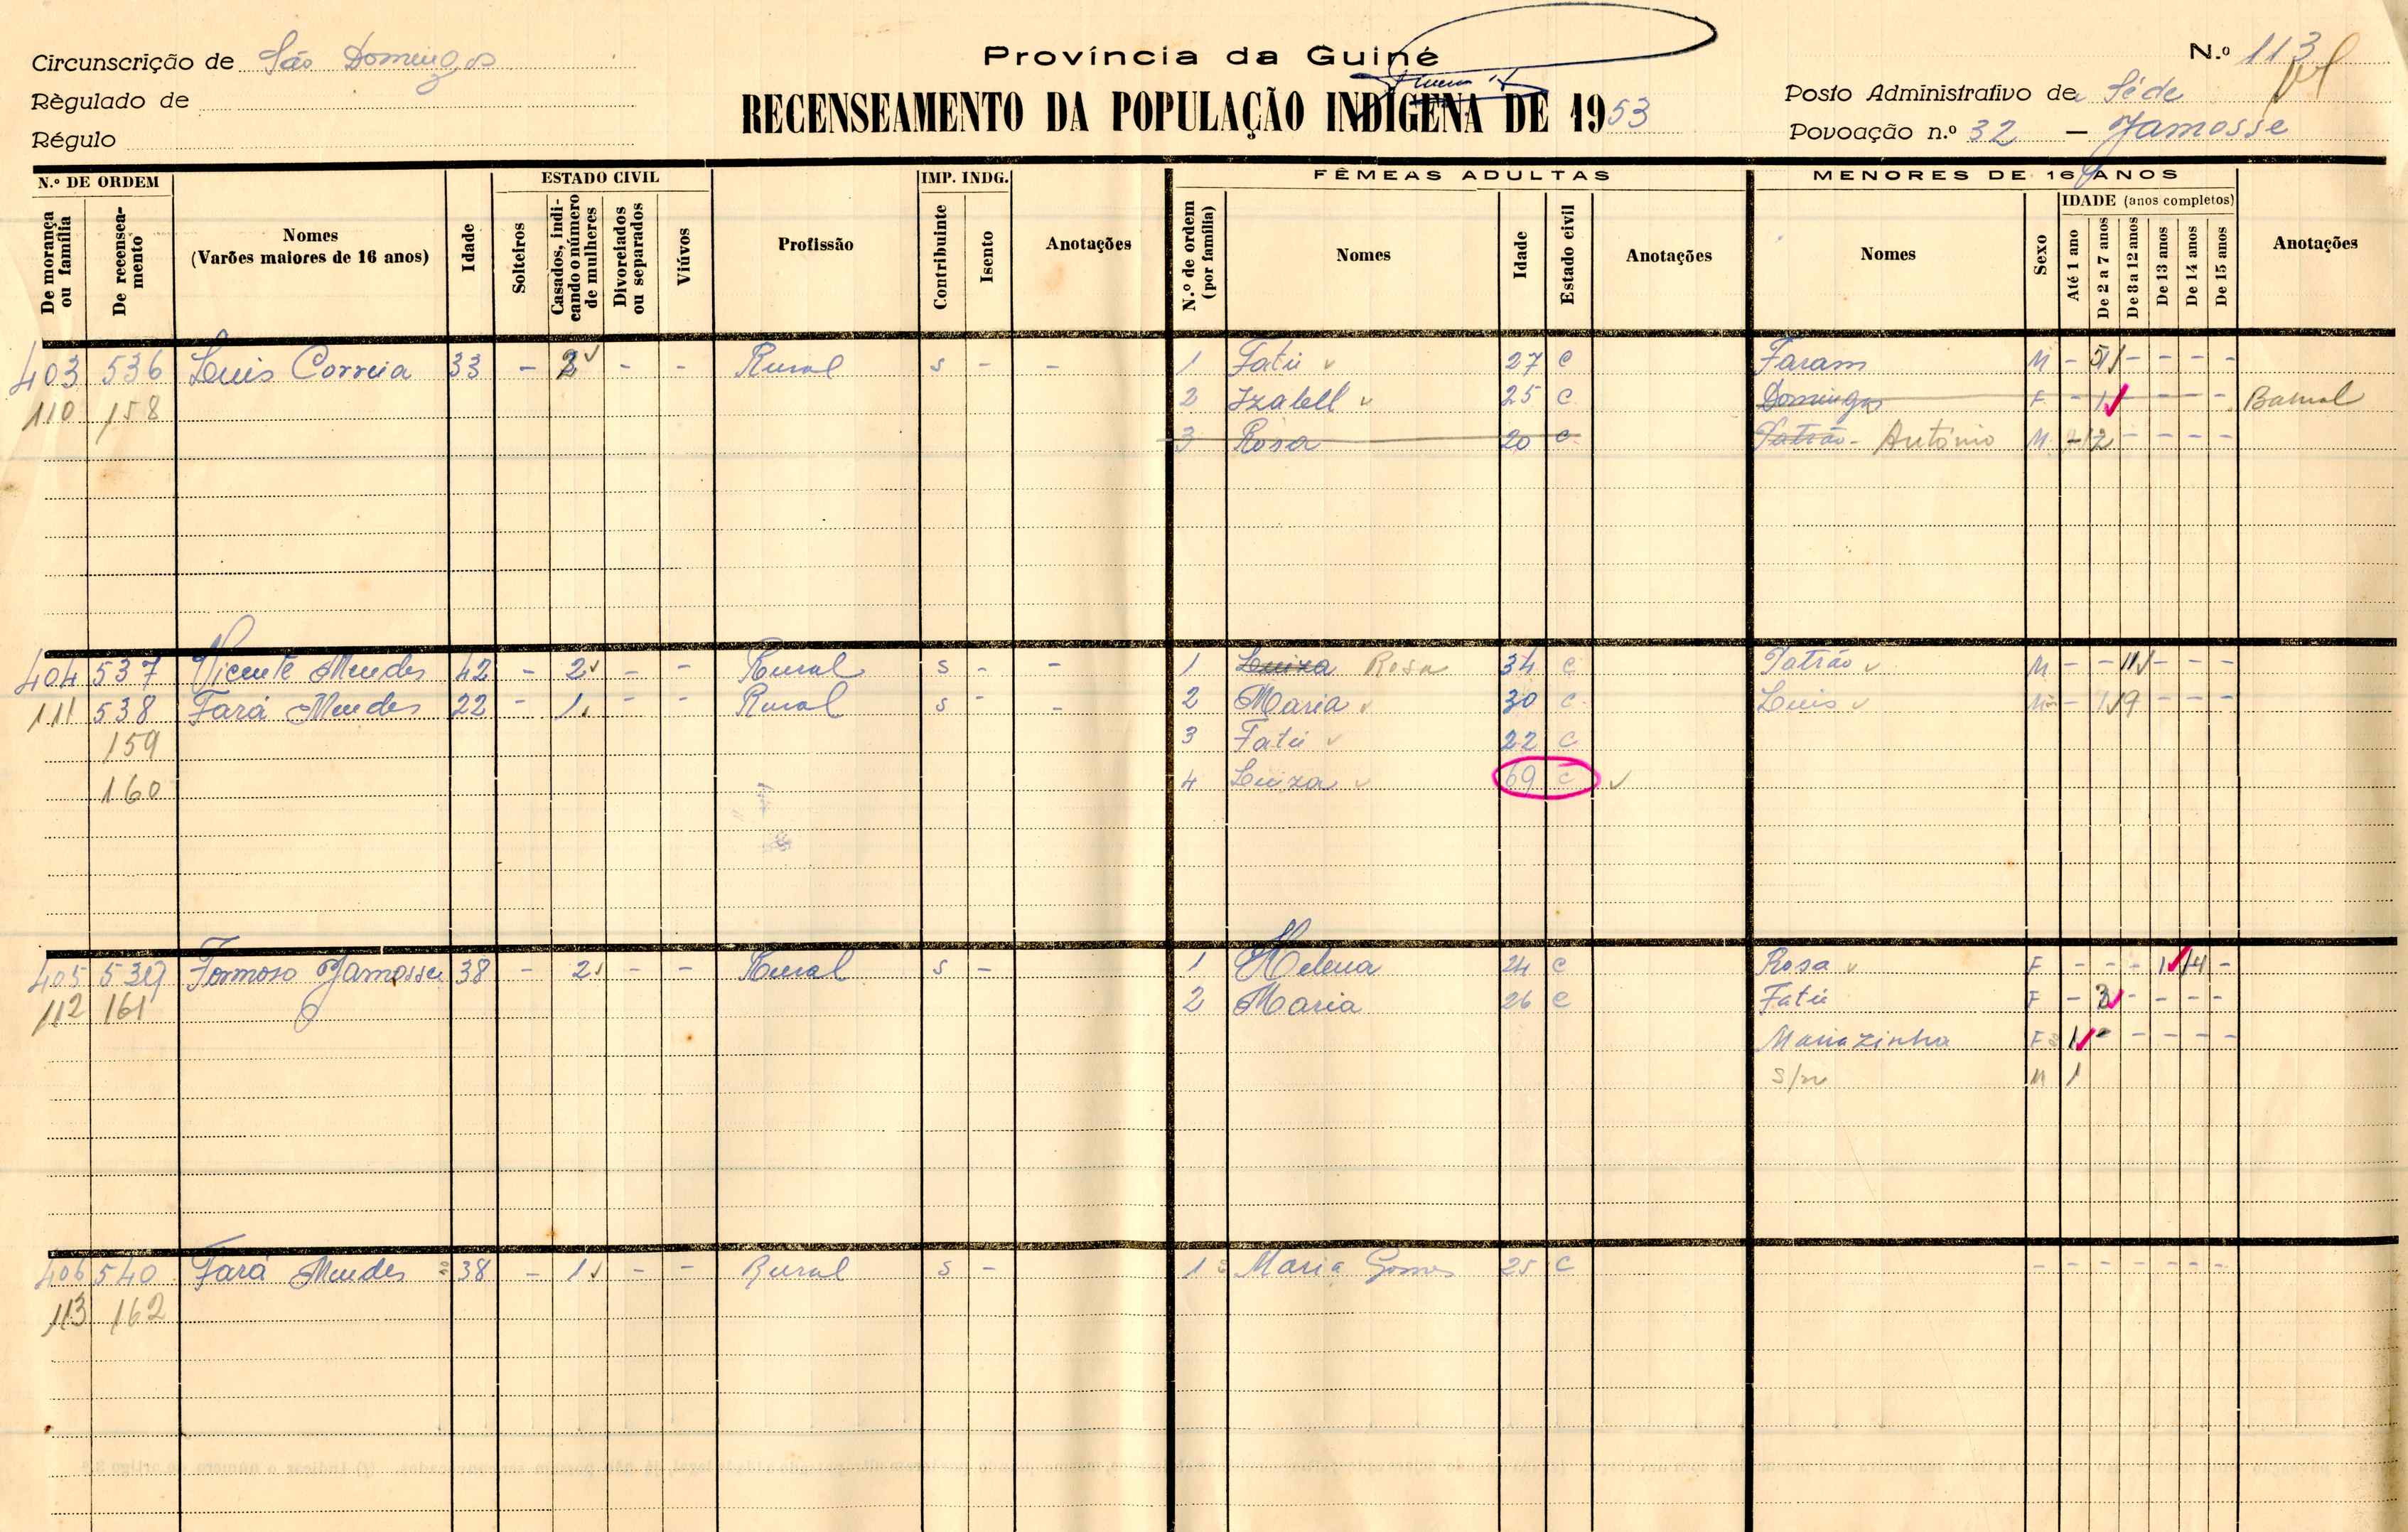 Circunscrição de São Domingos
Província da Guiné
N.º 113
Règulado de
RECENSEAMENTO DA POPULAÇÃO INDÍGENA DE 1953
Posto Administrativo de Séde
Régulo
Povoação n.º 32 — Jamosse
N.º DE ORDEM
ESTADO CIVIL
IMP. INDG.
FÊMEAS ADULTAS
MENORES DE 16 ANOS
IDADE (anos completos)
De morança ou família
De recenseamento
Nomes
(Varões maiores de 16 anos)
Idade
Solteiros
Casados, indicando o número de mulheres
Divorciados ou separados
Viúvos
Profissão
Contribuinte
Isento
Anotações
N.º de ordem (por família)
Nomes
Idade
Estado civil
Anotações
Nomes
Sexo
Até 1 ano
De 2 a 7 anos
De 8 a 12 anos
De 13 anos
De 14 anos
De 15 anos
Anotações
403 536 Luis Correia 33 - 2 - - Rural s - - 1 Fatú 27 c Faram M - 5 - - - -
110 158 2 Izabell 25 c Domingas F - 1 - - - -
3 Rosa 20 c Patrão - António M - 2 - - - -
404 537 Vicente Mendes 42 - 2 - - Rural s - - 1 Luiza Rosa 34 c Patrão M - - 11 - - -
111 538 Fará Mendes 22 - 1 - - Rural s - - 2 Maria 30 c Luis M - 9 - - -
159 3 Fatú 22 c
160 4 Luiza 69 c
405 539 Formoso Jamosse 38 - 2 - - Rural s - 1 Helena 24 c Rosa F - - - 1 14 -
112 161 2 Maria 26 c Fatú F - 3 - - - -
Mariazinha F 1 - - - - -
s/n M 1
406 540 Fará Mendes 38 - 1 - - Rural s - 1 Maria Gomes 25 c - - - - - - -
113 162